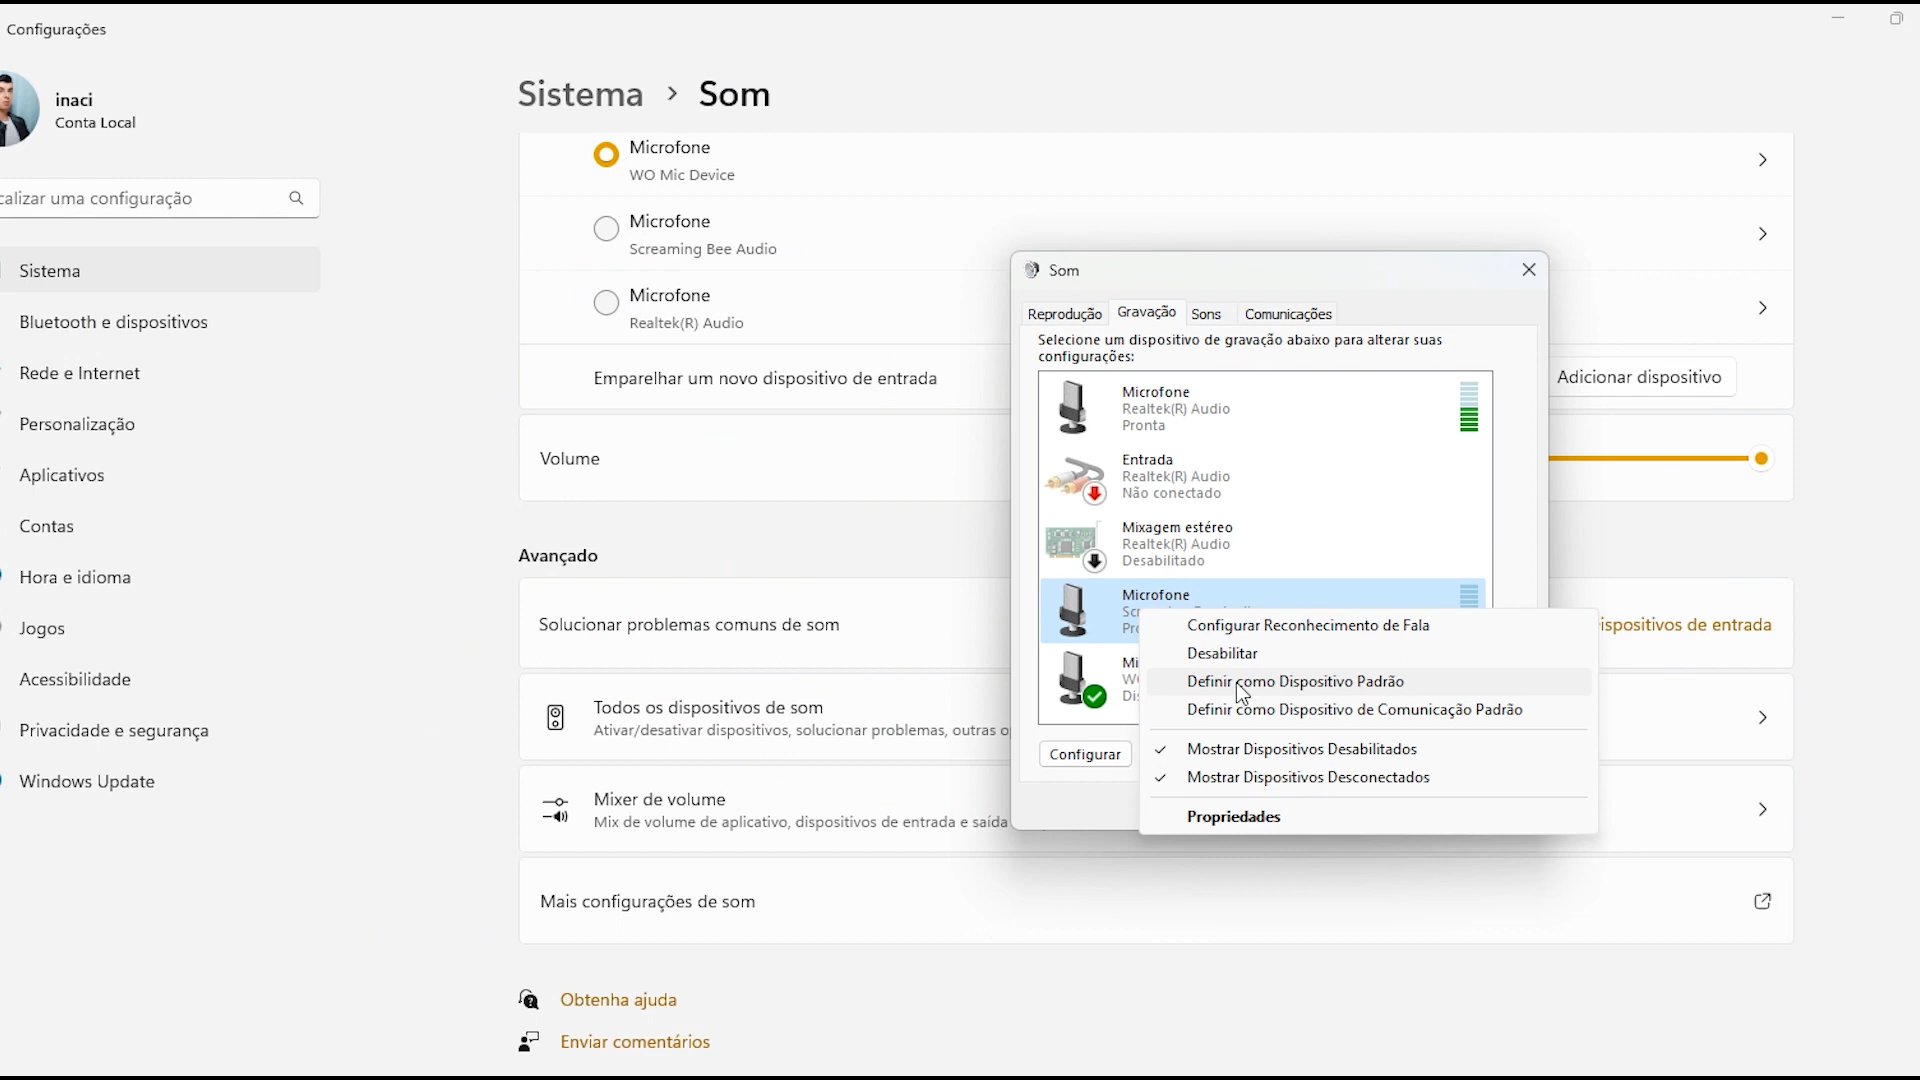 Configurações
inaci
Conta Local
calizar uma configuração
Sistema
Bluetooth e dispositivos
Rede e Internet
Personalização
Aplicativos
Contas
Hora e idioma
Jogos
Acessibilidade
Privacidade e segurança
Windows Update
Sistema > Som
Microfone
WO Mic Device
Microfone
Screaming Bee Audio
Microfone
Realtek(R) Audio
Emparelhar um novo dispositivo de entrada
Adicionar dispositivo
Volume
Avançado
Solucionar problemas comuns de som
ispositivos de entrada
Todos os dispositivos de som
Ativar/desativar dispositivos, solucionar problemas, outras o
Mixer de volume
Mix de volume de aplicativo, dispositivos de entrada e saída
Mais configurações de som
Obtenha ajuda
Enviar comentários
Som
Reprodução Gravação Sons Comunicações
Selecione um dispositivo de gravação abaixo para alterar suas
configurações:
Microfone
Realtek(R) Audio
Pronta
Entrada
Realtek(R) Audio
Não conectado
Mixagem estéreo
Realtek(R) Audio
Desabilitado
Microfone
Configurar
Configurar Reconhecimento de Fala
Desabilitar
Definir como Dispositivo Padrão
Definir como Dispositivo de Comunicação Padrão
Mostrar Dispositivos Desabilitados
Mostrar Dispositivos Desconectados
Propriedades